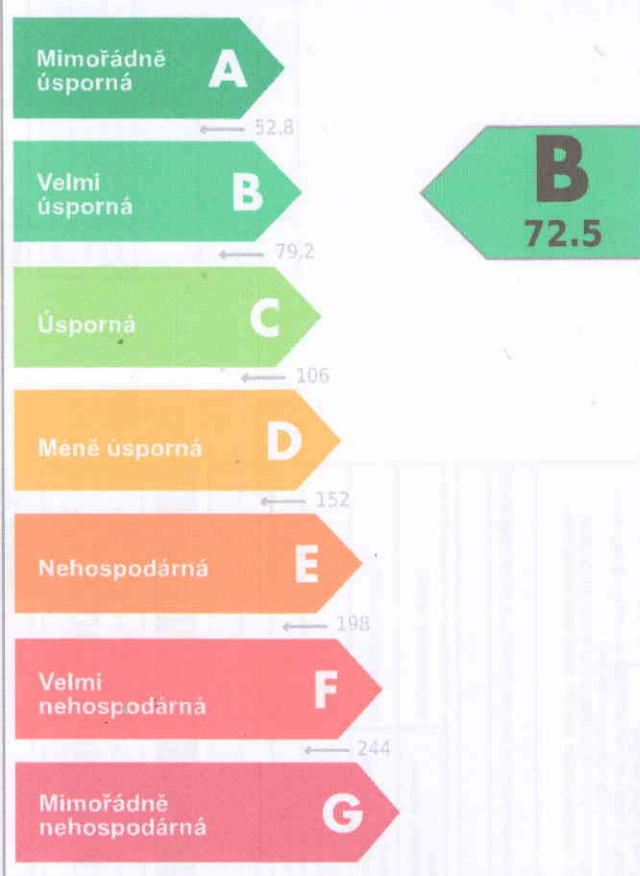 Mimořádně
úsporná
A
52,8
Velmi
úsporná
B
79,2
B
72.5
Úsporná
C
106
Méně úsporná
D
152
Nehospodárná
E
198
Velmi
nehospodárná
F
244
Mimořádně
nehospodárná
G